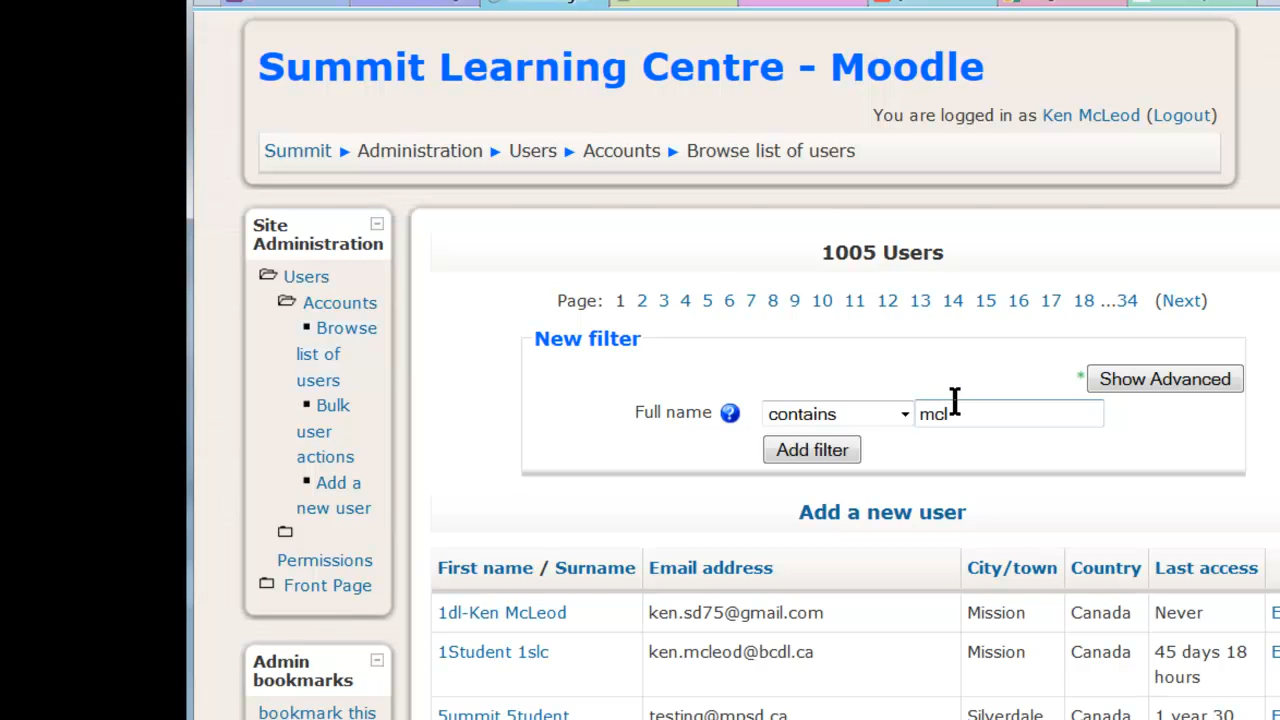 Summit Learning Centre - Moodle
You are logged in as Ken McLeod (Logout)
Summit ► Administration ► Users ► Accounts ► Browse list of users
Site
Administration
Users
Accounts
Browse
list of
users
Bulk
user
actions
Add a
new user
Permissions
Front Page
Admin
bookmarks
bookmark this
1005 Users
Page: 1 2 3 4 5 6 7 8 9 10 11 12 13 14 15 16 17 18 ...34 (Next)
New filter
* Show Advanced
Full name ? contains mcl
Add filter
Add a new user
First name / Surname Email address City/town Country Last access
1dl-Ken McLeod ken.sd75@gmail.com Mission Canada Never E
1Student 1slc ken.mcleod@bcdl.ca Mission Canada 45 days 18 E
hours
5ummit 5tudent testing@mpsd.ca Silverdale Canada 1 year 30